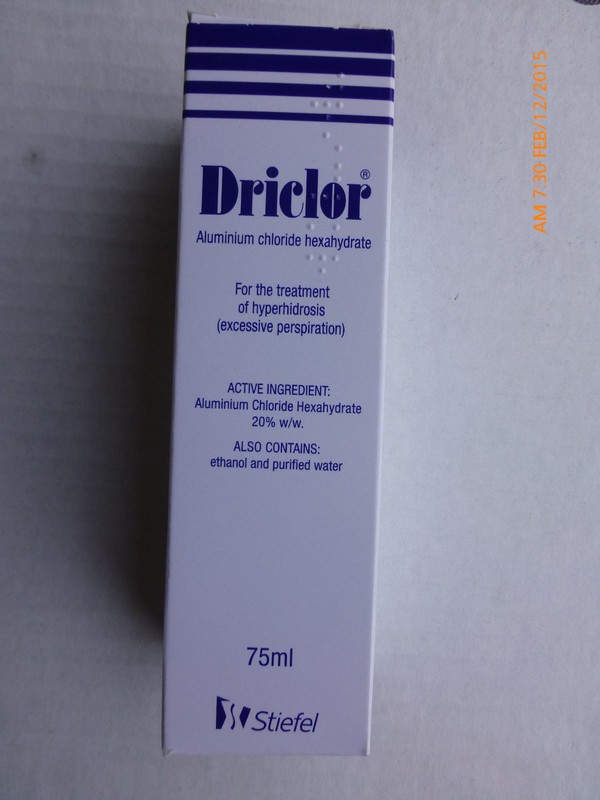 Driclor®
Aluminium chloride hexahydrate
For the treatment
of hyperhidrosis
(excessive perspiration)
ACTIVE INGREDIENT:
Aluminium Chloride Hexahydrate
20% w/w.
ALSO CONTAINS:
ethanol and purified water
75ml
Stiefel
AM 7:30 FEB/12/2015